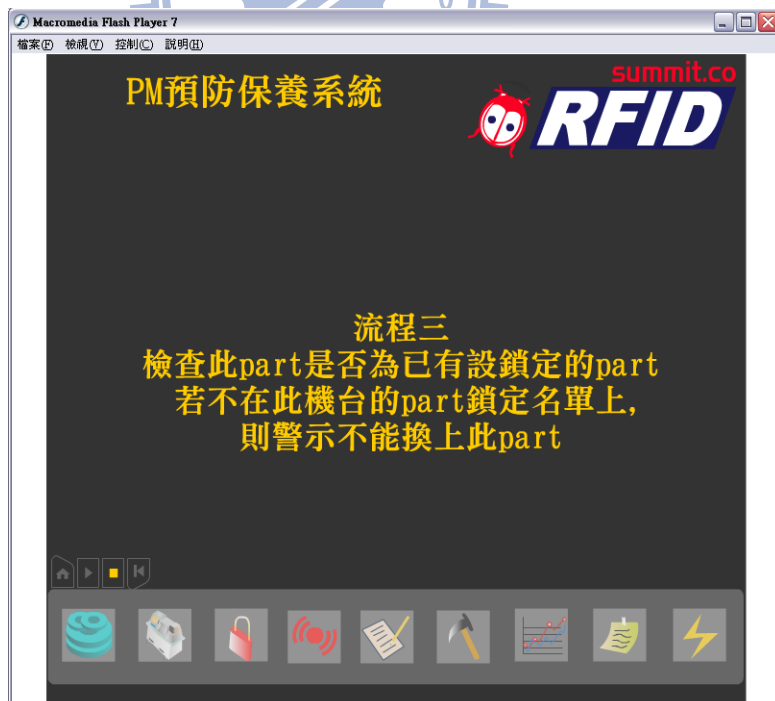 Macromedia Flash Player 7
檔案(F) 檢視(V) 控制(C) 說明(H)
PM預防保養系統
summit.co
RFID
流程三
檢查此part是否為已有設鎖定的part
若不在此機台的part鎖定名單上,
則警示不能換上此part